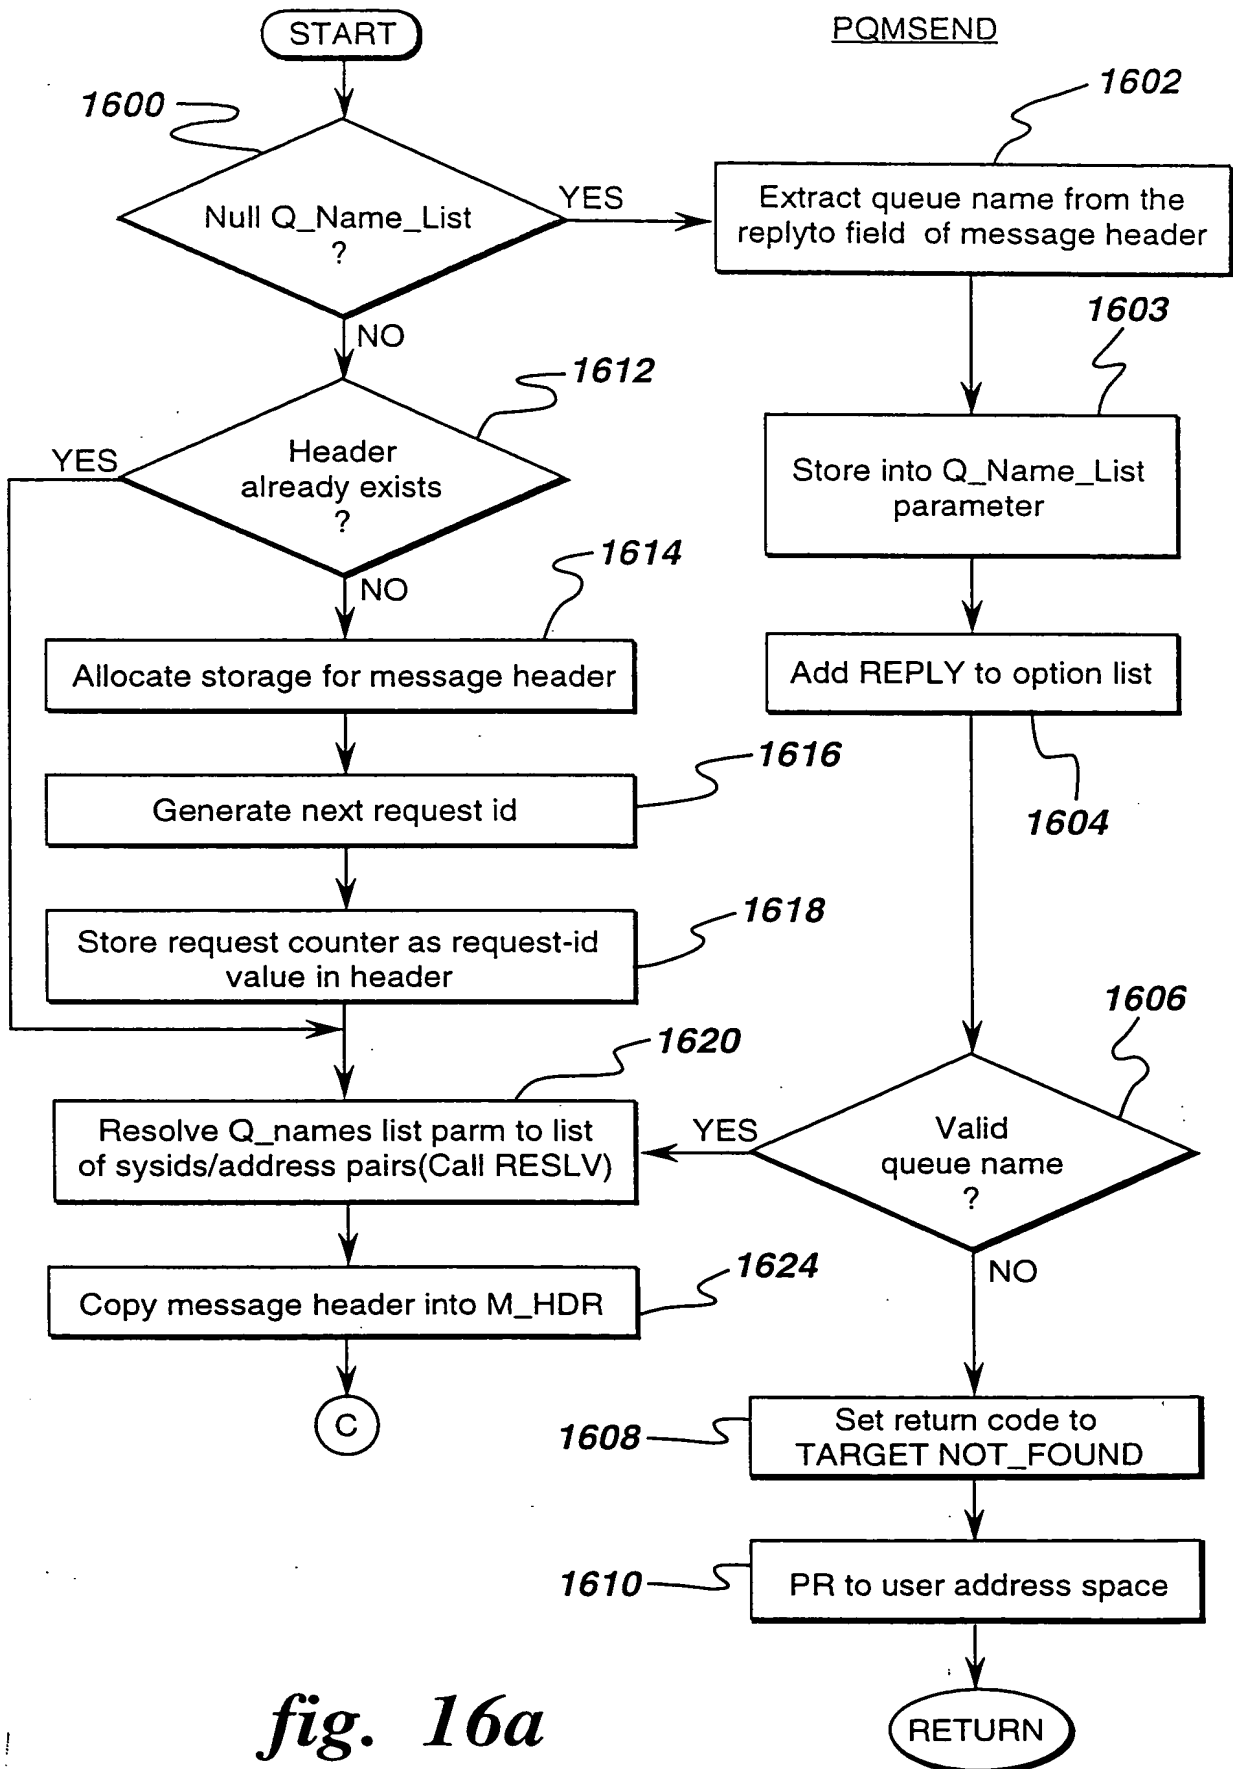 START
PQMSEND
1600
1602
Null Q_Name_List
?
YES
Extract queue name from the
replyto field of message header
NO
1603
1612
YES
Header
already exists
?
Store into Q_Name_List
parameter
NO
1614
Allocate storage for message header
Add REPLY to option list
1616
1604
Generate next request id
1618
Store request counter as request-id
value in header
1606
1620
Resolve Q_names list parm to list
of sysids/address pairs(Call RESLV)
YES
Valid
queue name
?
NO
1624
Copy message header into M_HDR
C
1608
Set return code to
TARGET NOT_FOUND
1610
PR to user address space
RETURN
fig. 16a